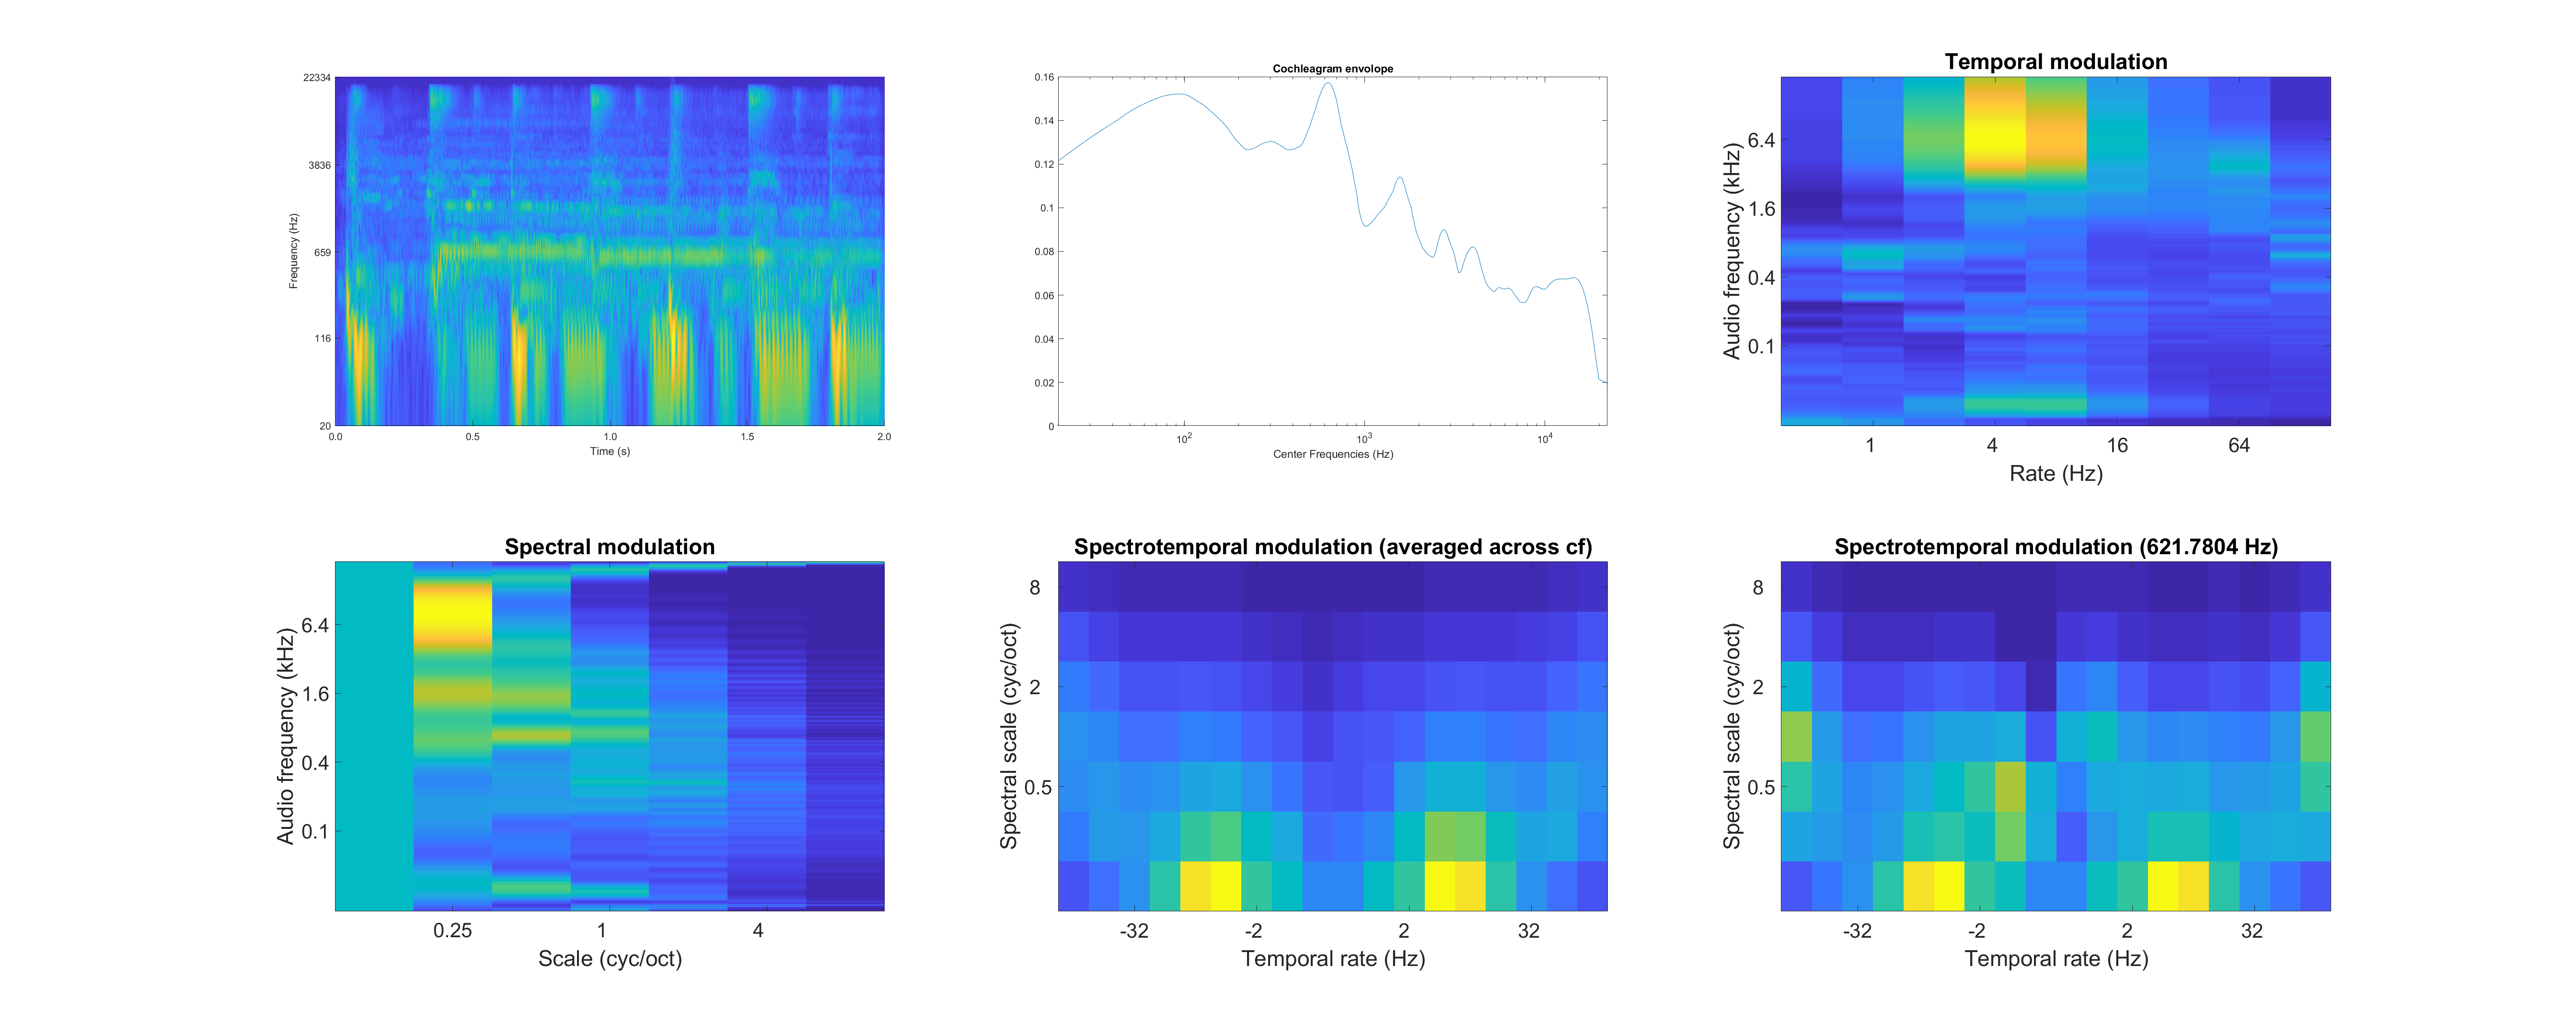 22334
3836
659
116
20
0.0 0.5 1.0 1.5 2.0
Frequency (Hz)
Time (s)
Cochleagram envolope
0.16
0.14
0.12
0.1
0.08
0.06
0.04
0.02
0
10² 10³ 10⁴
Center Frequencies (Hz)
Temporal modulation
6.4
1.6
0.4
0.1
1 4 16 64
Audio frequency (kHz)
Rate (Hz)
Spectral modulation
6.4
1.6
0.4
0.1
0.25 1 4
Audio frequency (kHz)
Scale (cyc/oct)
Spectrotemporal modulation (averaged across cf)
8
2
0.5
-32 -2 2 32
Spectral scale (cyc/oct)
Temporal rate (Hz)
Spectrotemporal modulation (621.7804 Hz)
8
2
0.5
-32 -2 2 32
Spectral scale (cyc/oct)
Temporal rate (Hz)